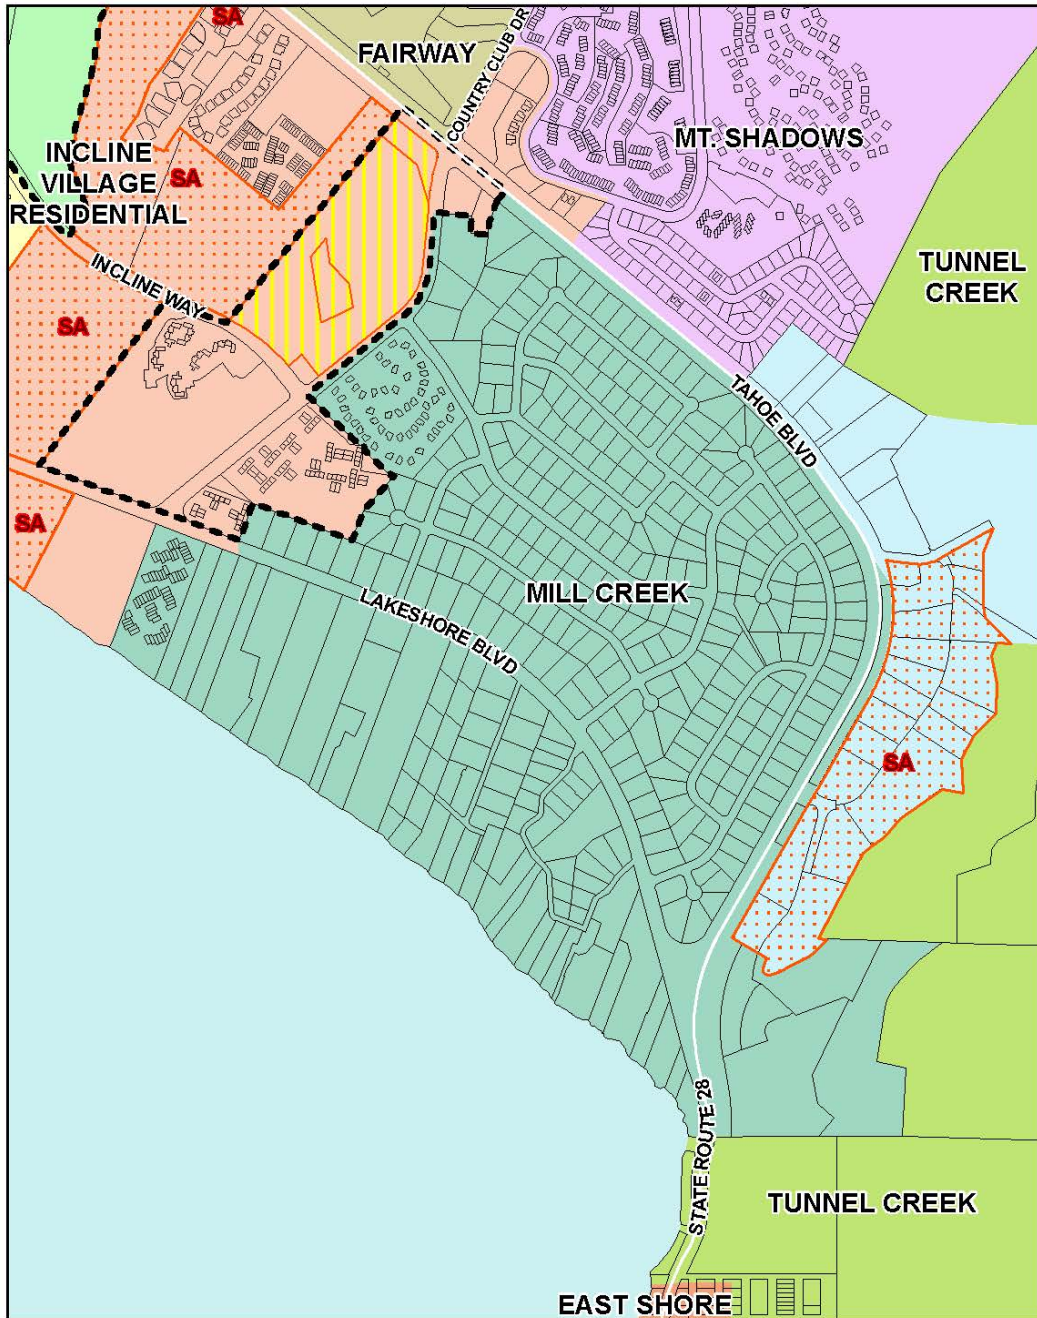 SA
FAIRWAY
COUNTRY CLUB DR
MT. SHADOWS
INCLINE
VILLAGE
RESIDENTIAL
SA
TUNNEL
CREEK
INCLINE WAY
SA
TAHOE BLVD
SA
MILL CREEK
LAKESHORE BLVD
SA
STATE ROUTE 28
TUNNEL CREEK
EAST SHORE